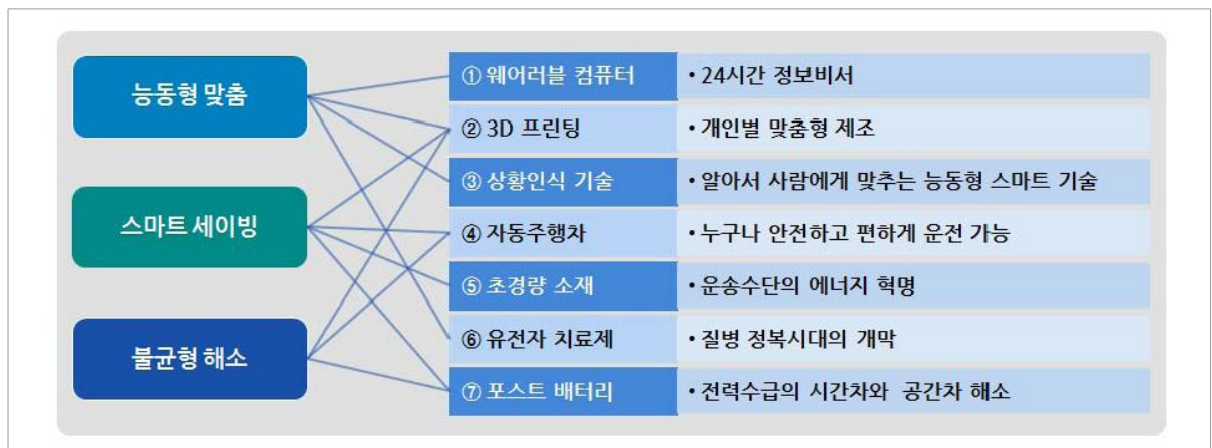 능동형 맞춤
스마트 세이빙
불균형 해소
① 웨어러블 컴퓨터 • 24시간 정보비서
② 3D 프린팅 • 개인별 맞춤형 제조
③ 상황인식 기술 • 알아서 사람에게 맞추는 능동형 스마트 기술
④ 자동주행차 • 누구나 안전하고 편하게 운전 가능
⑤ 초경량 소재 • 운송수단의 에너지 혁명
⑥ 유전자 치료제 • 질병 정복시대의 개막
⑦ 포스트 배터리 • 전력수급의 시간차와 공간차 해소